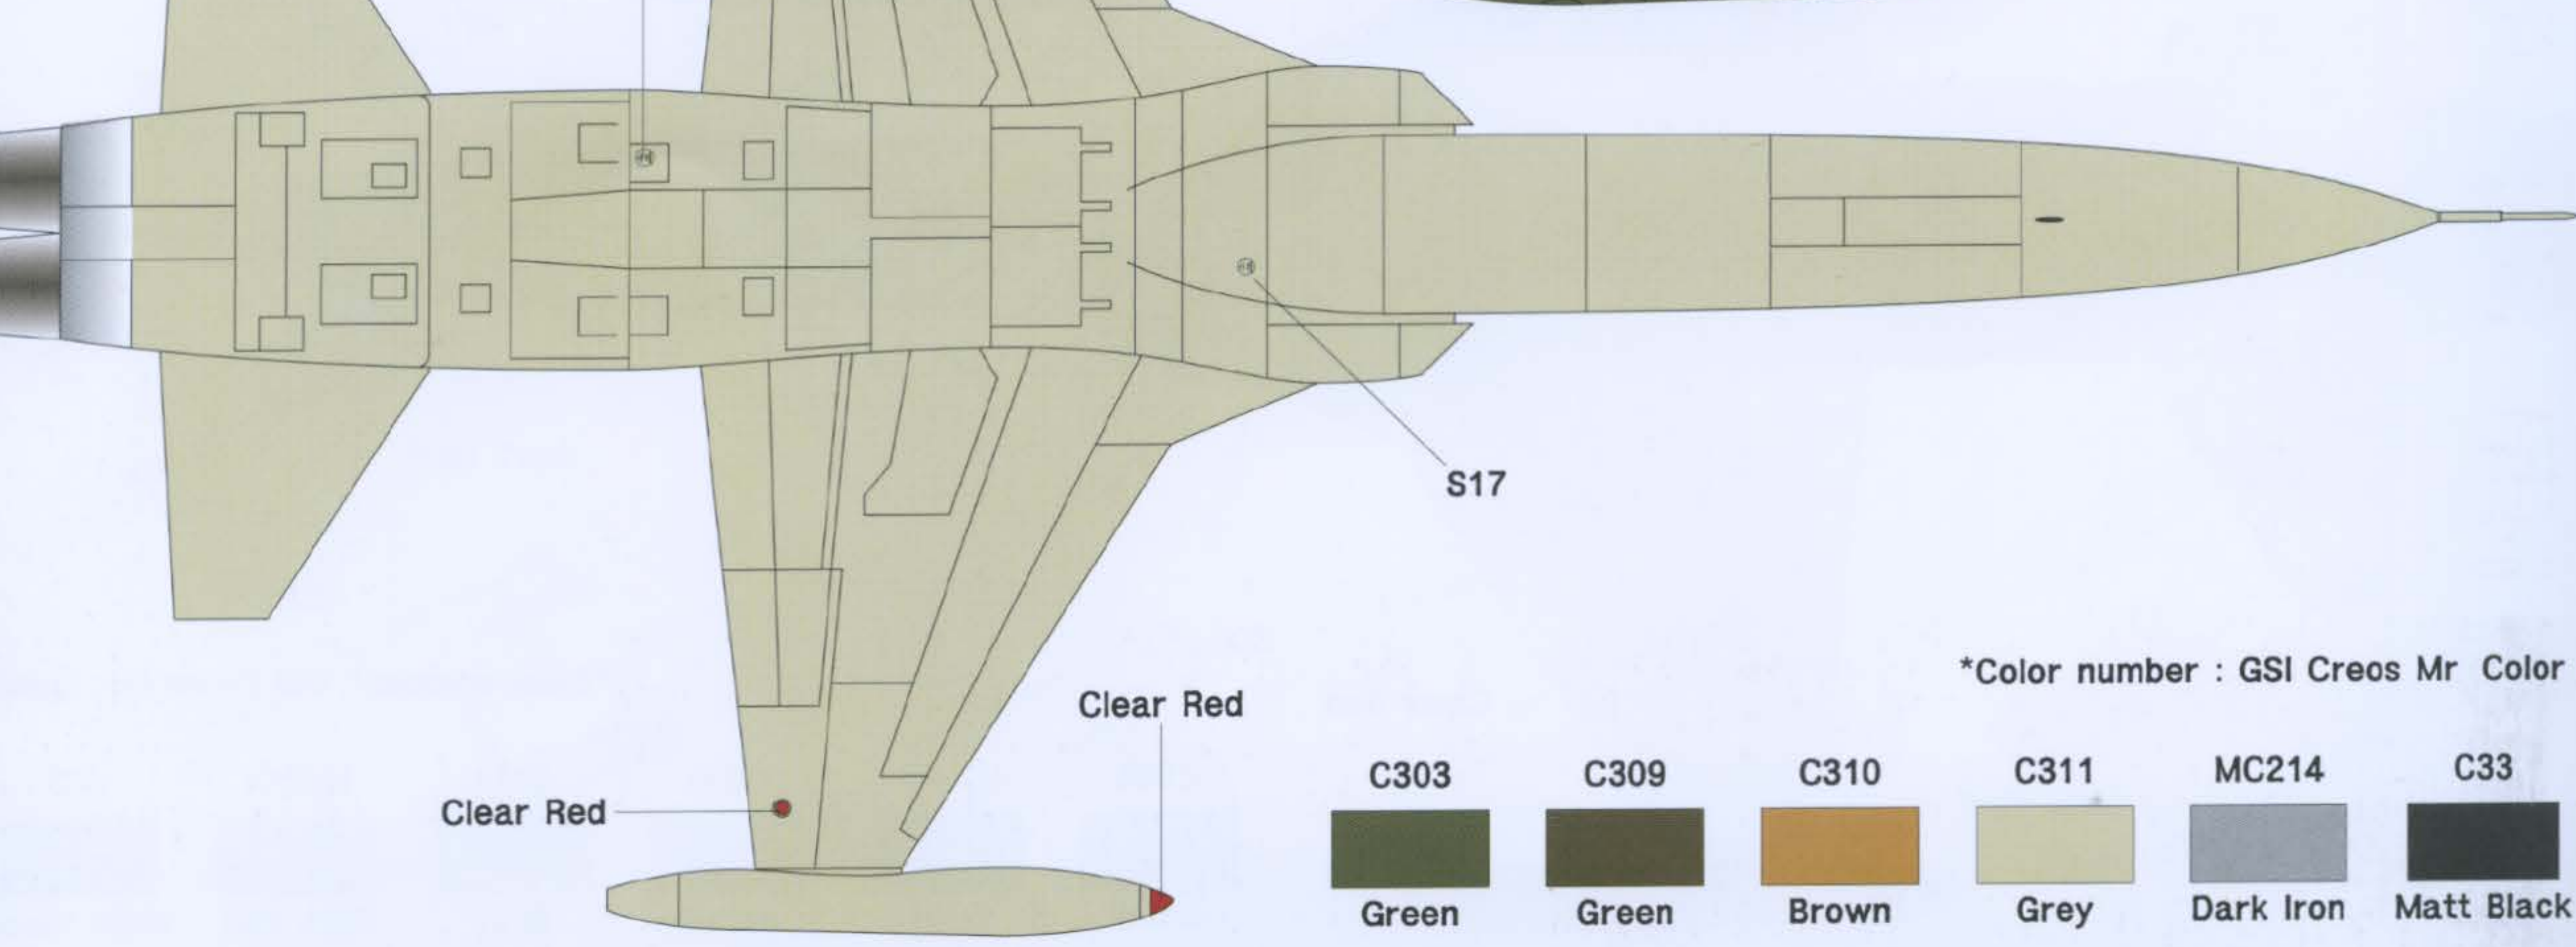 S17
*Color number : GSI Creos Mr Color
Clear Red
Clear Red
C303 C309 C310 C311 MC214 C33
Green Green Brown Grey Dark Iron Matt Black